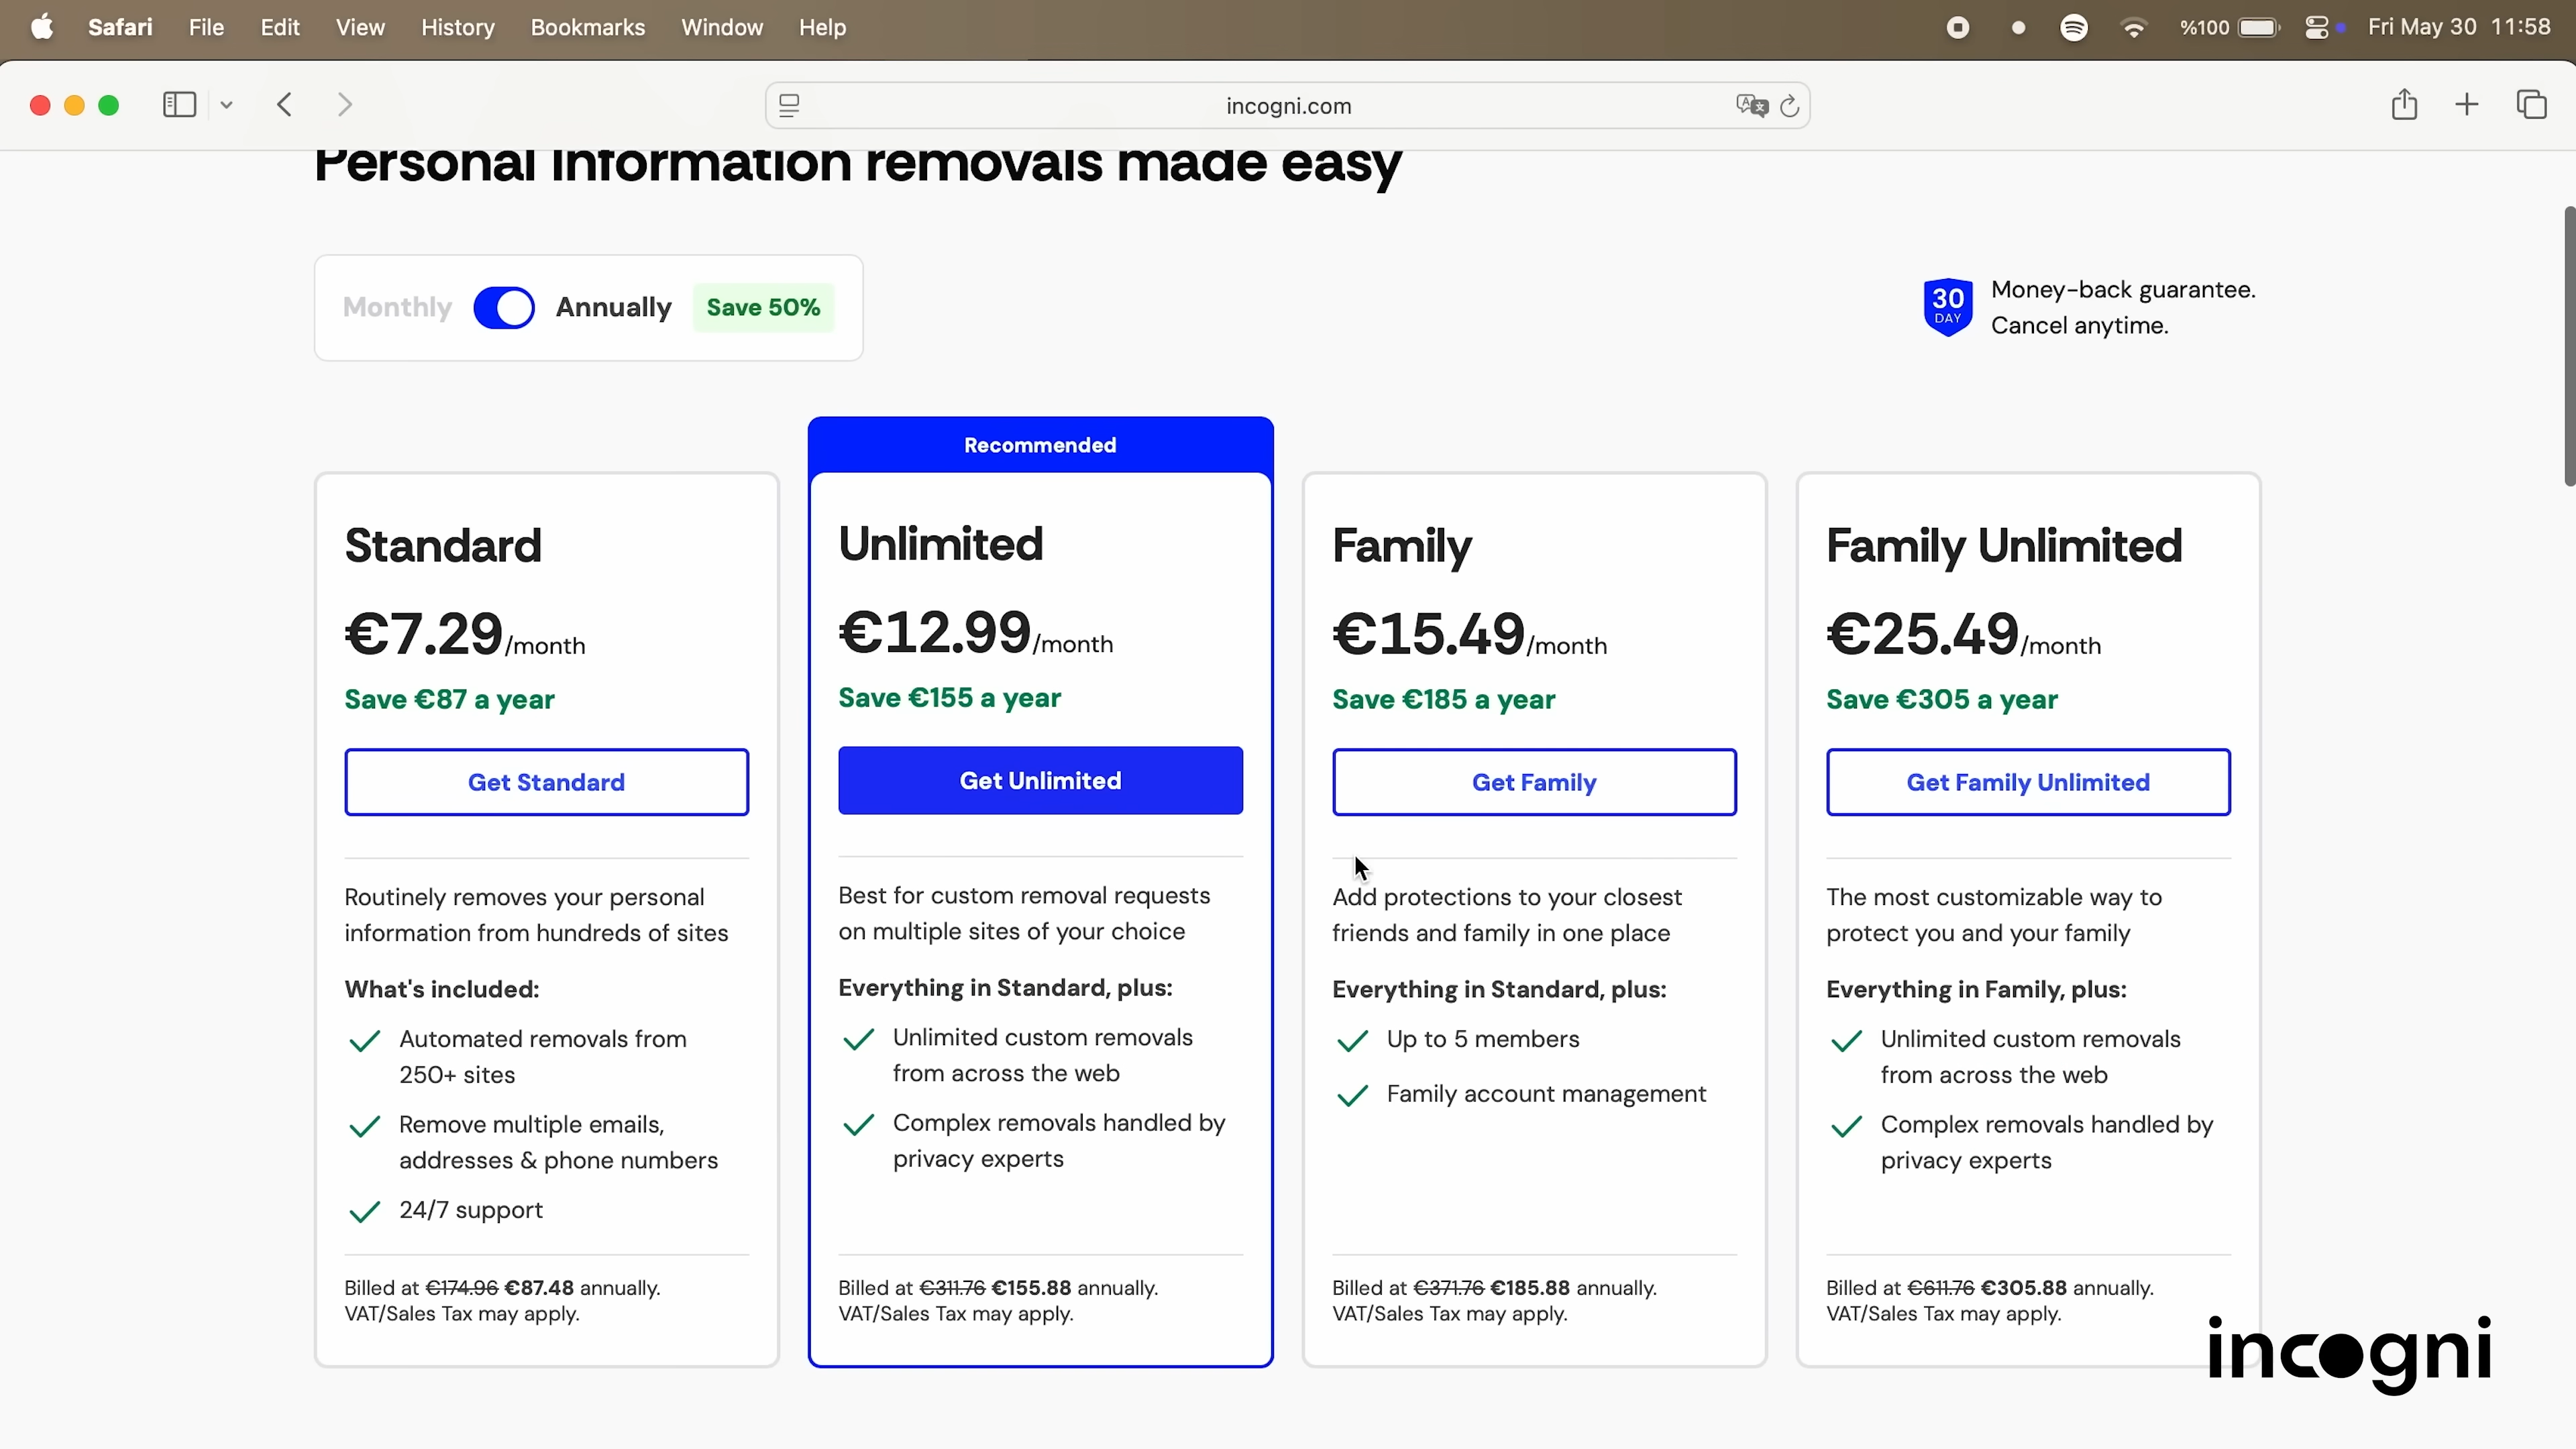 Safari File Edit View History Bookmarks Window Help %100 Fri May 30 11:58
incogni.com
Personal information removals made easy
Monthly Annually Save 50%
30 DAY
Money-back guarantee.
Cancel anytime.
Recommended
Standard
€7.29/month
Save €87 a year
Get Standard
Routinely removes your personal
information from hundreds of sites
What's included:
Automated removals from
250+ sites
Remove multiple emails,
addresses & phone numbers
24/7 support
Billed at €174.96 €87.48 annually.
VAT/Sales Tax may apply.
Unlimited
€12.99/month
Save €155 a year
Get Unlimited
Best for custom removal requests
on multiple sites of your choice
Everything in Standard, plus:
Unlimited custom removals
from across the web
Complex removals handled by
privacy experts
Billed at €311.76 €155.88 annually.
VAT/Sales Tax may apply.
Family
€15.49/month
Save €185 a year
Get Family
Add protections to your closest
friends and family in one place
Everything in Standard, plus:
Up to 5 members
Family account management
Billed at €371.76 €185.88 annually.
VAT/Sales Tax may apply.
Family Unlimited
€25.49/month
Save €305 a year
Get Family Unlimited
The most customizable way to
protect you and your family
Everything in Family, plus:
Unlimited custom removals
from across the web
Complex removals handled by
privacy experts
Billed at €611.76 €305.88 annually.
VAT/Sales Tax may apply.
incogni